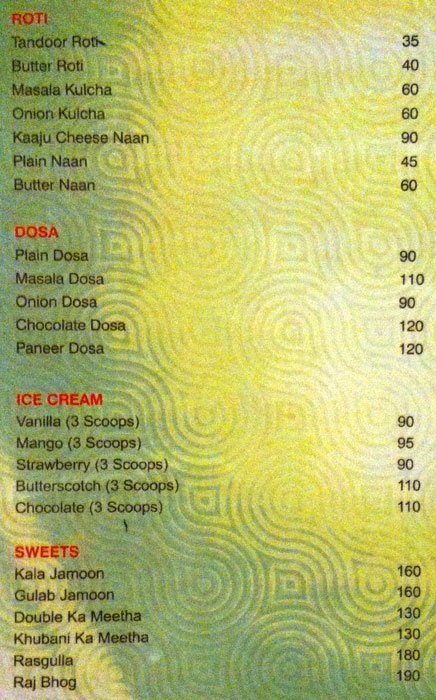 ROTI
Tandoor Roti 35
Butter Roti 40
Masala Kulcha 60
Onion Kulcha 60
Kaaju Cheese Naan 90
Plain Naan 45
Butter Naan 60
DOSA
Plain Dosa 90
Masala Dosa 110
Onion Dosa 90
Chocolate Dosa 120
Paneer Dosa 120
ICE CREAM
Vanilla (3 Scoops) 90
Mango (3 Scoops) 95
Strawberry (3 Scoops) 90
Butterscotch (3 Scoops) 110
Chocolate (3 Scoops) 110
SWEETS
Kala Jamoon 160
Gulab Jamoon 160
Double Ka Meetha 130
Khubani Ka Meetha 130
Rasgulla 180
Raj Bhog 190